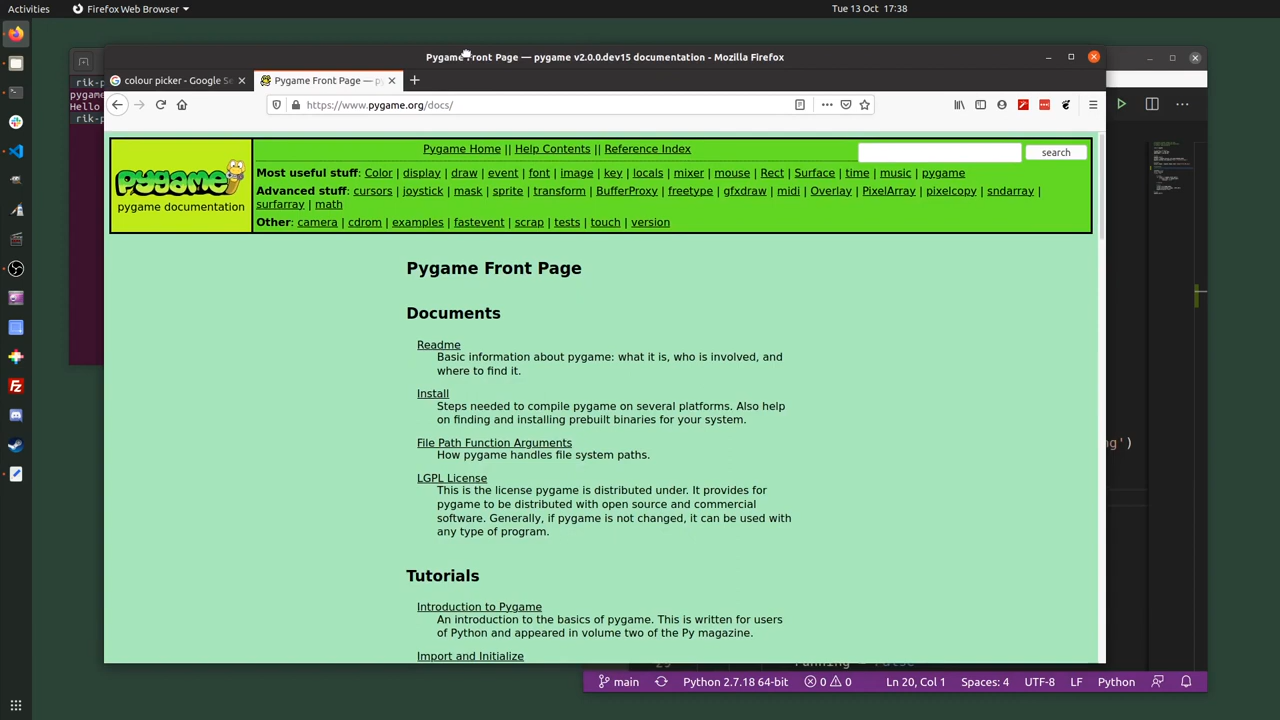 Activities
Firefox Web Browser
Tue 13 Oct 17:38
Pygame Front Page — pygame v2.0.0.dev15 documentation - Mozilla Firefox
colour picker - Google Se
Pygame Front Page — py
https://www.pygame.org/docs/
rik-p
pygame
Hello
rik-p
pygame
pygame documentation
Pygame Home || Help Contents || Reference Index
search
Most useful stuff: Color | display | draw | event | font | image | key | locals | mixer | mouse | Rect | Surface | time | music | pygame
Advanced stuff: cursors | joystick | mask | sprite | transform | BufferProxy | freetype | gfxdraw | midi | Overlay | PixelArray | pixelcopy | sndarray |
surfarray | math
Other: camera | cdrom | examples | fastevent | scrap | tests | touch | version
Pygame Front Page
Documents
Readme
Basic information about pygame: what it is, who is involved, and
where to find it.
Install
Steps needed to compile pygame on several platforms. Also help
on finding and installing prebuilt binaries for your system.
File Path Function Arguments
How pygame handles file system paths.
LGPL License
This is the license pygame is distributed under. It provides for
pygame to be distributed with open source and commercial
software. Generally, if pygame is not changed, it can be used with
any type of program.
Tutorials
Introduction to Pygame
An introduction to the basics of pygame. This is written for users
of Python and appeared in volume two of the Py magazine.
Import and Initialize
ng')
main
Python 2.7.18 64-bit
0
0
Ln 20, Col 1
Spaces: 4
UTF-8
LF
Python